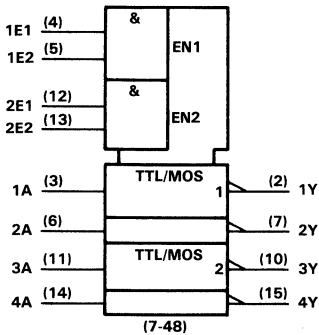 &
1E1 (4)
1E2 (5)
EN1
&
2E1 (12)
2E2 (13)
EN2
TTL/MOS
1A (3) 1 (2) 1Y
2A (6) (7) 2Y
TTL/MOS
3A (11) 2 (10) 3Y
4A (14) (15) 4Y
(7-48)